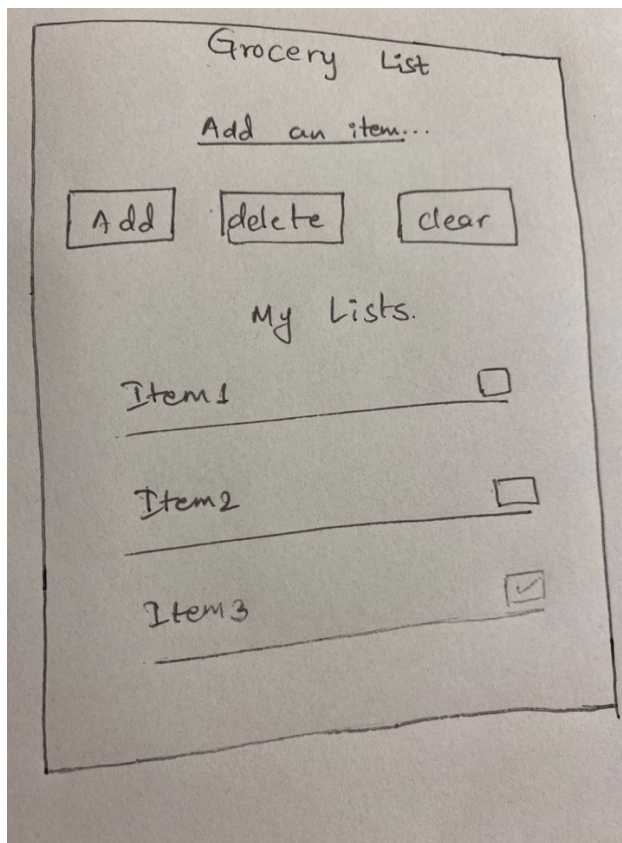 Grocery List
Add an item...
Add delete clear
My Lists.
Item1
Item2
Item3